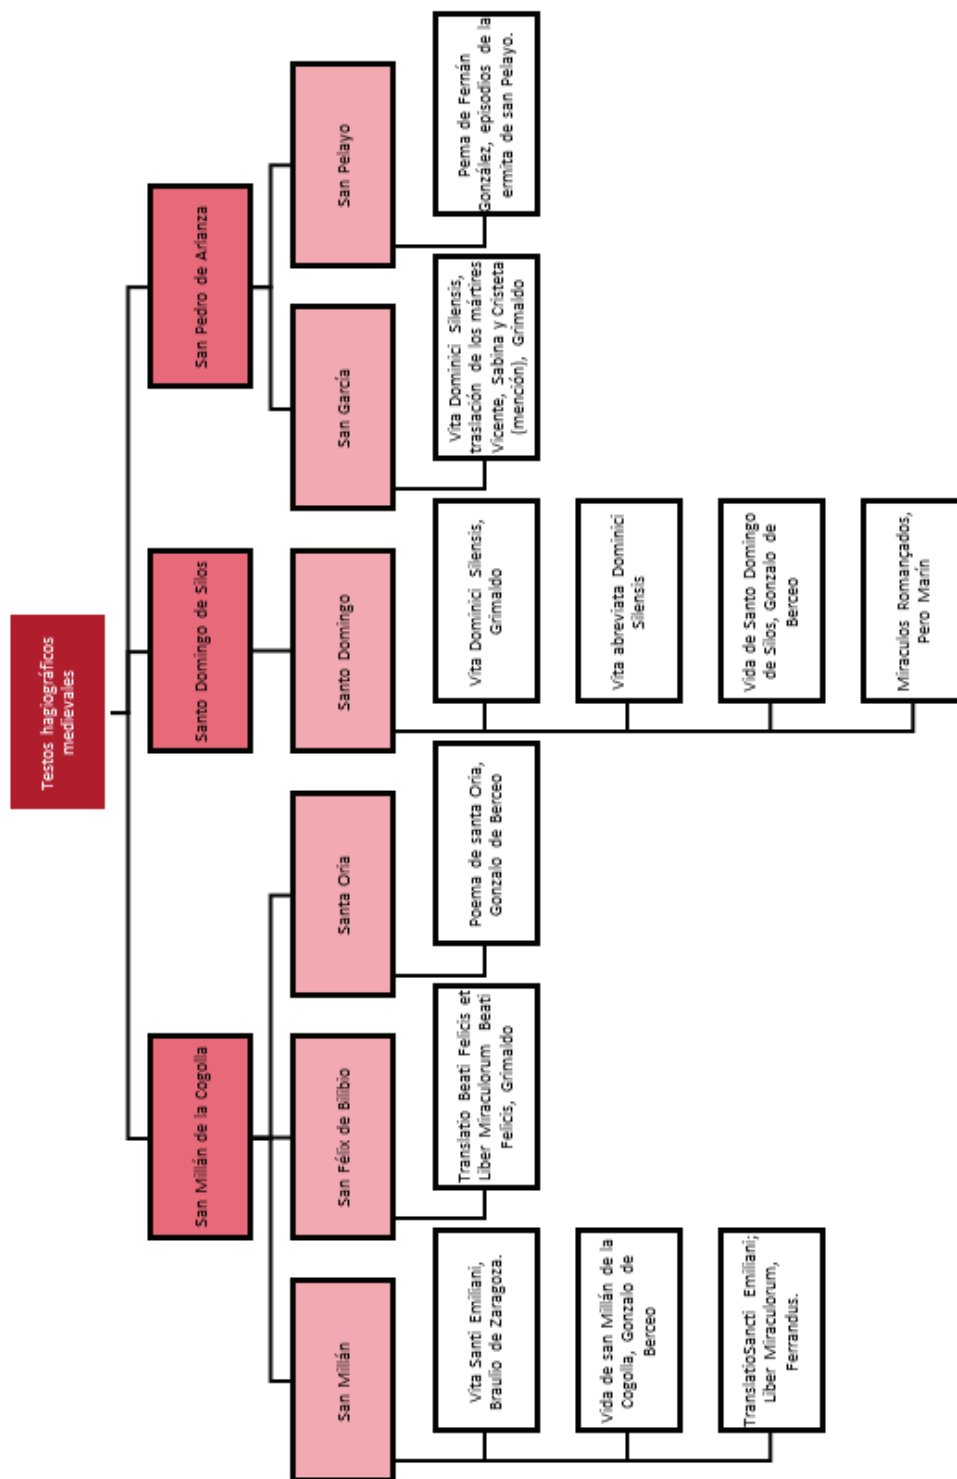 Testos hagiográficos
medievales
San Millán de la Cogolla
San Millán
Vita Santi Emiliani,
Braulio de Zaragoza.
Vida de san Millán de la
Cogolla, Gonzalo de
Berceo
TranslatioSancti Emiliani;
Liber Miraculorum,
Ferrandus.
San Félix de Bilibio
Translatio Beati Felicis et
Liber Miraculorum Beati
Felicis, Grimaldo
Santa Oria
Poema de santa Oria,
Gonzalo de Berceo
Santo Domingo de Silos
Santo Domingo
Vita Dominici Silensis,
Grimaldo
Vita abreviata Dominici
Silensis
Vida de Santo Domingo
de Silos, Gonzalo de
Berceo
Miraculos Romançados,
Pero Marín
San Pedro de Arlanza
San García
Vita Dominici Silensis,
traslación de los mártires
Vicente, Sabina y Cristeta
(mención), Grimaldo
San Pelayo
Pema de Fernán
González, episodios de la
ermita de san Pelayo.